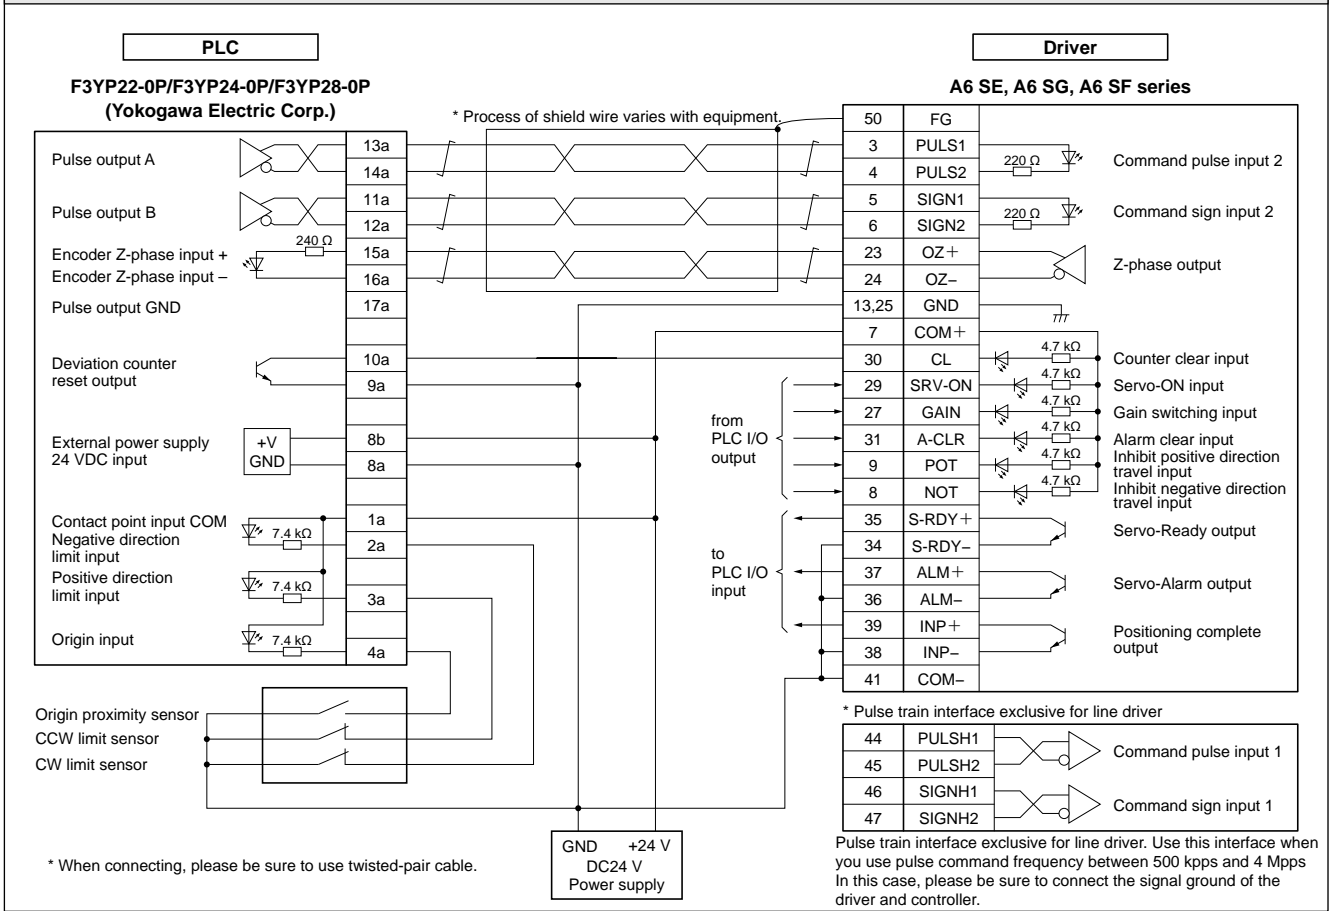 PLC
Driver
F3YP22-0P/F3YP24-0P/F3YP28-0P
(Yokogawa Electric Corp.)
A6 SE, A6 SG, A6 SF series
* Process of shield wire varies with equipment.
Pulse output A
13a
14a
Pulse output B
11a
12a
240 Ω
Encoder Z-phase input +
15a
Encoder Z-phase input –
16a
Pulse output GND
17a
Deviation counter
reset output
10a
9a
External power supply
24 VDC input
+V
GND
8b
8a
Contact point input COM
1a
Negative direction
limit input
7.4 kΩ
2a
Positive direction
limit input
7.4 kΩ
3a
Origin input
7.4 kΩ
4a
Origin proximity sensor
CCW limit sensor
CW limit sensor
* When connecting, please be sure to use twisted-pair cable.
GND +24 V
DC24 V
Power supply
from
PLC I/O
output
to
PLC I/O
input
50 FG
3 PULS1
4 PULS2
220 Ω
Command pulse input 2
5 SIGN1
6 SIGN2
220 Ω
Command sign input 2
23 OZ+
24 OZ–
Z-phase output
13,25 GND
7 COM+
30 CL 4.7 kΩ Counter clear input
29 SRV-ON 4.7 kΩ Servo-ON input
27 GAIN 4.7 kΩ Gain switching input
31 A-CLR 4.7 kΩ Alarm clear input
9 POT 4.7 kΩ Inhibit positive direction
travel input
8 NOT 4.7 kΩ Inhibit negative direction
travel input
35 S-RDY+
34 S-RDY–
Servo-Ready output
37 ALM+
36 ALM–
Servo-Alarm output
39 INP+
38 INP–
Positioning complete
output
41 COM–
* Pulse train interface exclusive for line driver
44 PULSH1
45 PULSH2
Command pulse input 1
46 SIGNH1
47 SIGNH2
Command sign input 1
Pulse train interface exclusive for line driver. Use this interface when
you use pulse command frequency between 500 kpps and 4 Mpps
In this case, please be sure to connect the signal ground of the
driver and controller.